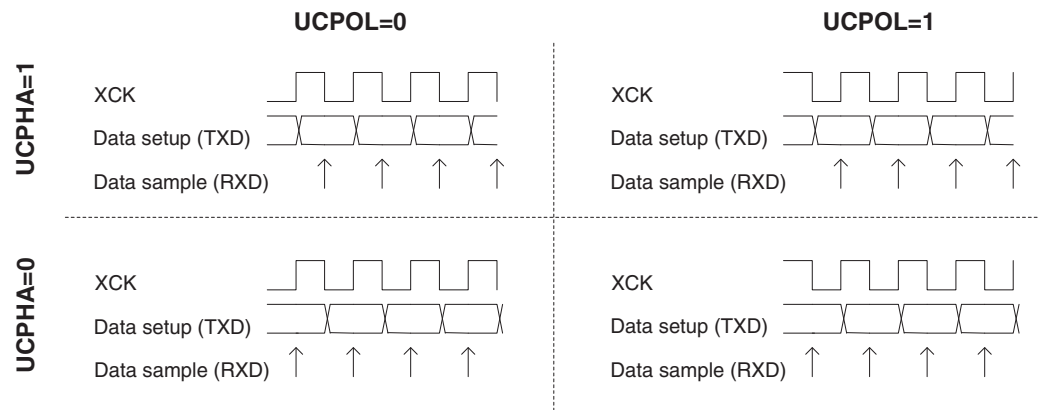 UCPOL=0
UCPOL=1
UCPHA=1
XCK
Data setup (TXD)
Data sample (RXD)
XCK
Data setup (TXD)
Data sample (RXD)
UCPHA=0
XCK
Data setup (TXD)
Data sample (RXD)
XCK
Data setup (TXD)
Data sample (RXD)